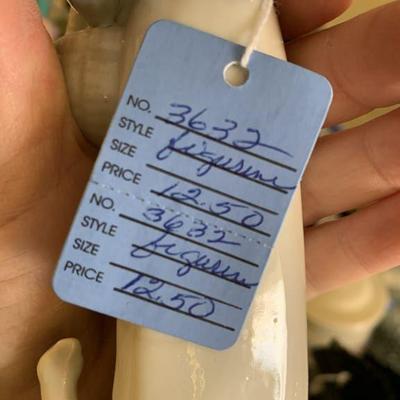 NO. 3632
STYLE figurine
SIZE
PRICE 12.50
NO. 3632
STYLE figurine
SIZE
PRICE 12.50